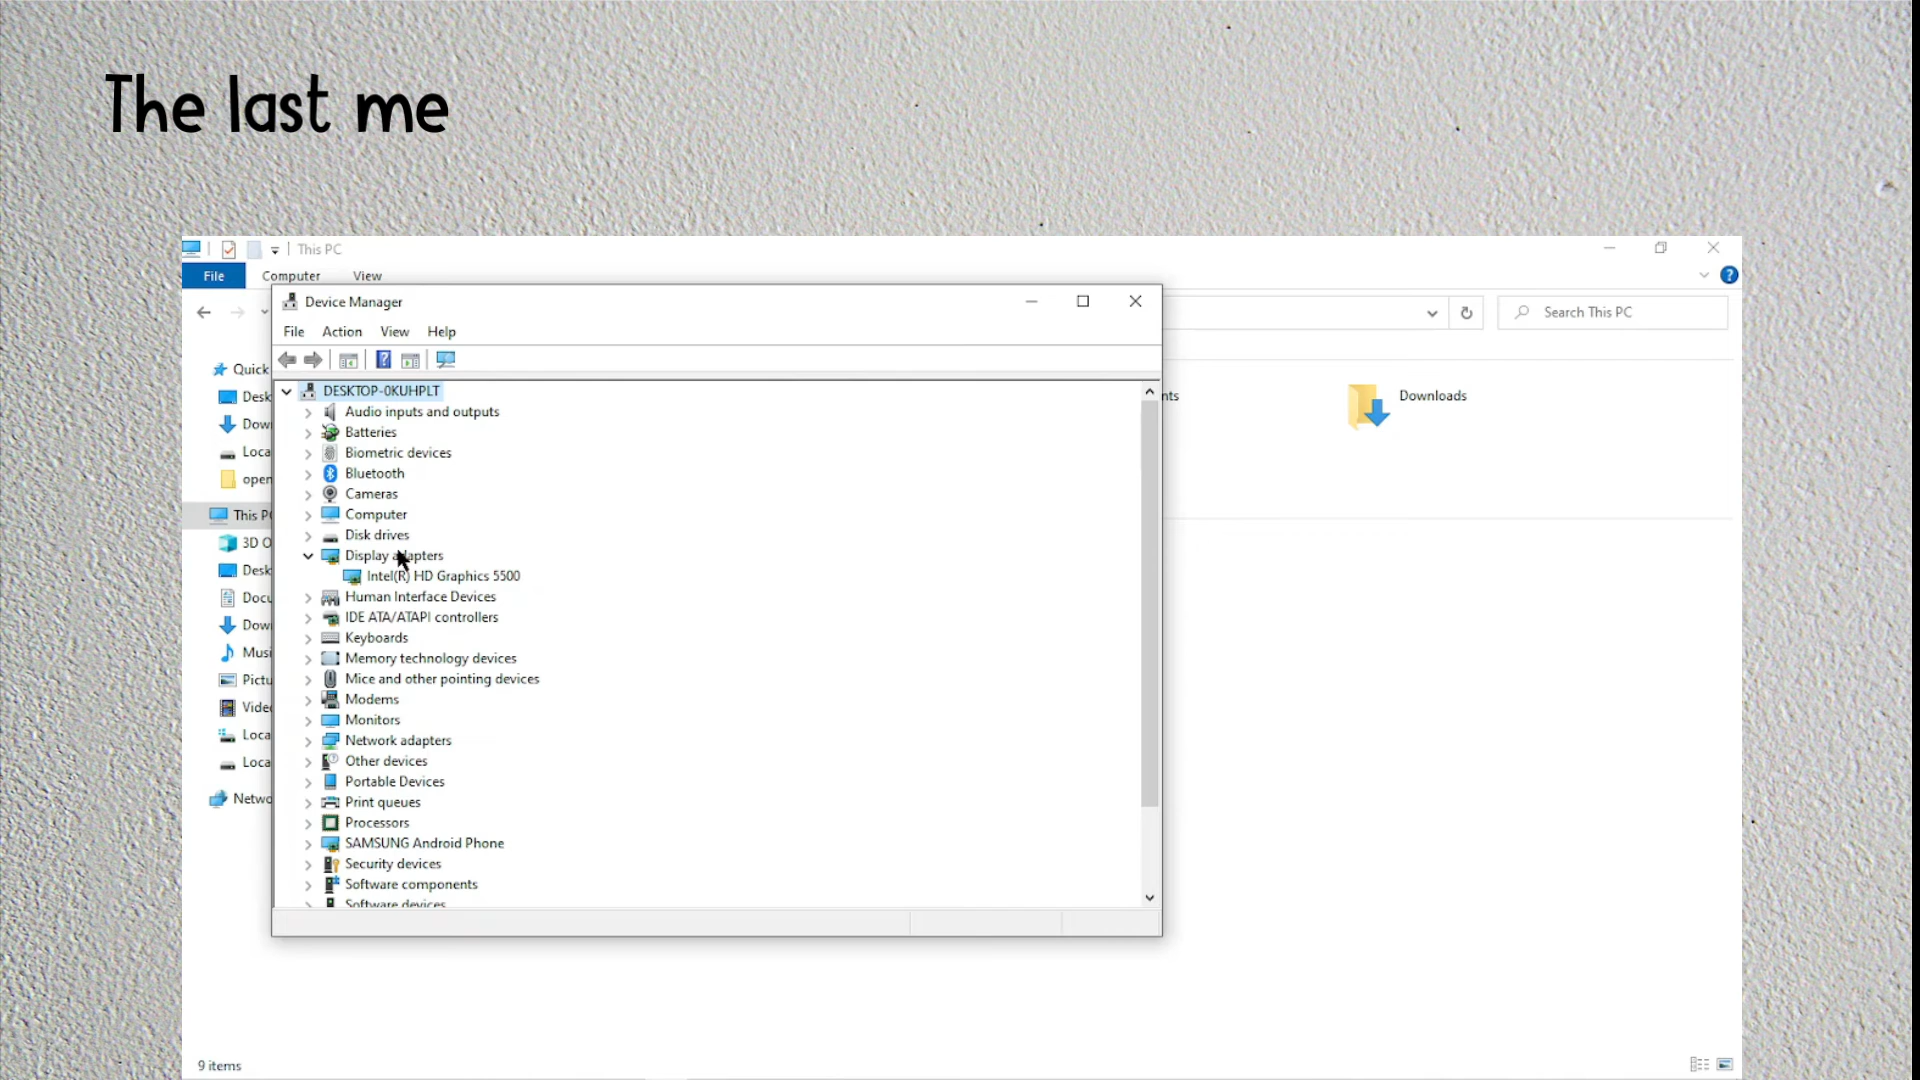 The last me
This PC
File Computer View
Device Manager
File Action View Help
Search This PC
DESKTOP-0KUHPLT
Audio inputs and outputs
Batteries
Biometric devices
Bluetooth
Cameras
Computer
Disk drives
Display adapters
Intel(R) HD Graphics 5500
Human Interface Devices
IDE ATA/ATAPI controllers
Keyboards
Memory technology devices
Mice and other pointing devices
Modems
Monitors
Network adapters
Other devices
Portable Devices
Print queues
Processors
SAMSUNG Android Phone
Security devices
Software components
Software devices
Quick
Desk
Dow
Loca
open
This P
3D O
Desk
Docu
Dow
Musi
Pictu
Vide
Loca
Loca
Netwo
nts
Downloads
9 items